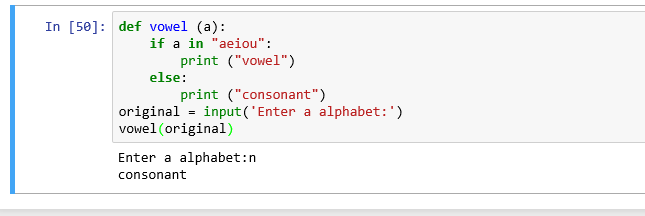 In [50]: def vowel (a):
    if a in "aeiou":
        print ("vowel")
    else:
        print ("consonant")
original = input('Enter a alphabet:')
vowel(original)
Enter a alphabet:n
consonant